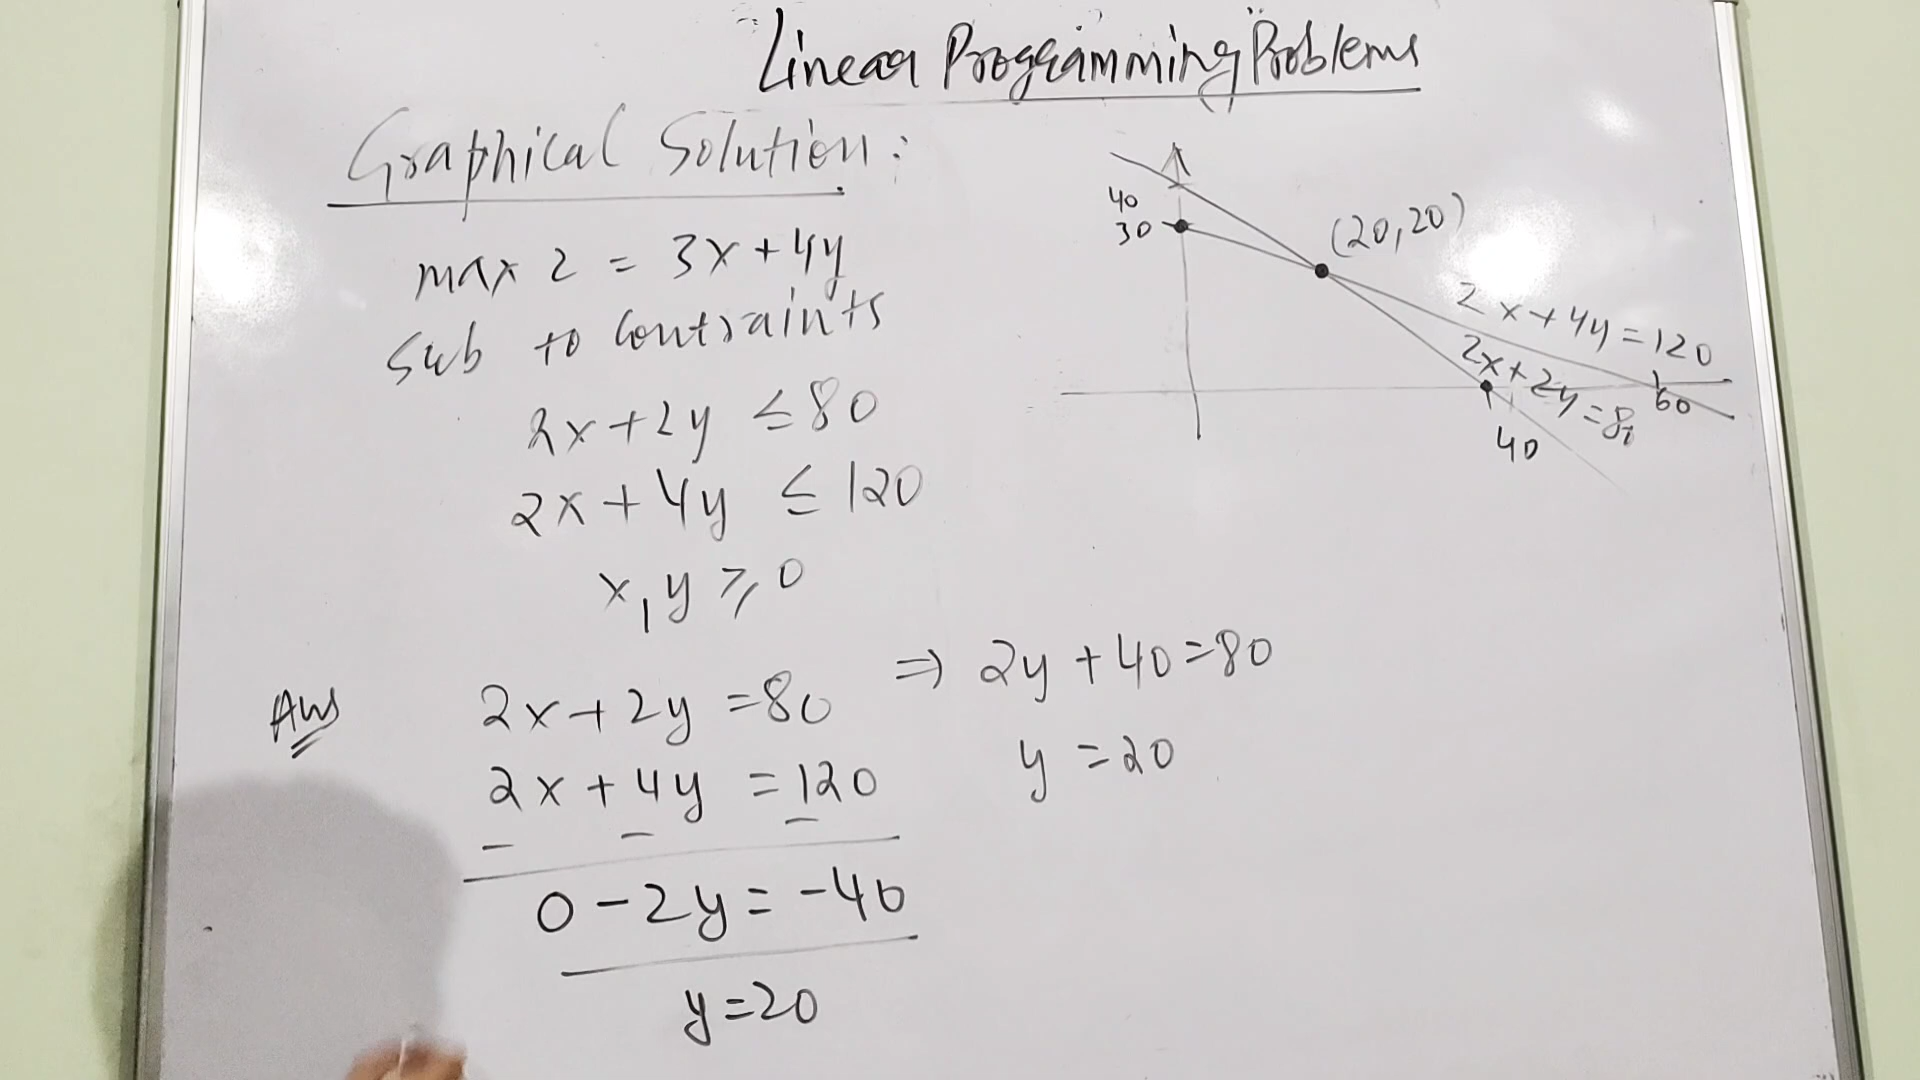 Linear Programming Problems
Graphical Solution:
max z = 3x+4y
Sub to Contraints
2x+2y ≤ 80
2x+4y ≤ 120
x,y ≥ 0
Ans
2x+2y = 80
2x+4y = 120
- - -
0-2y = -40
y=20
⇒ 2y+40=80
y =20
40
30
(20,20)
2x+4y=120
2x+2y=80
60
40